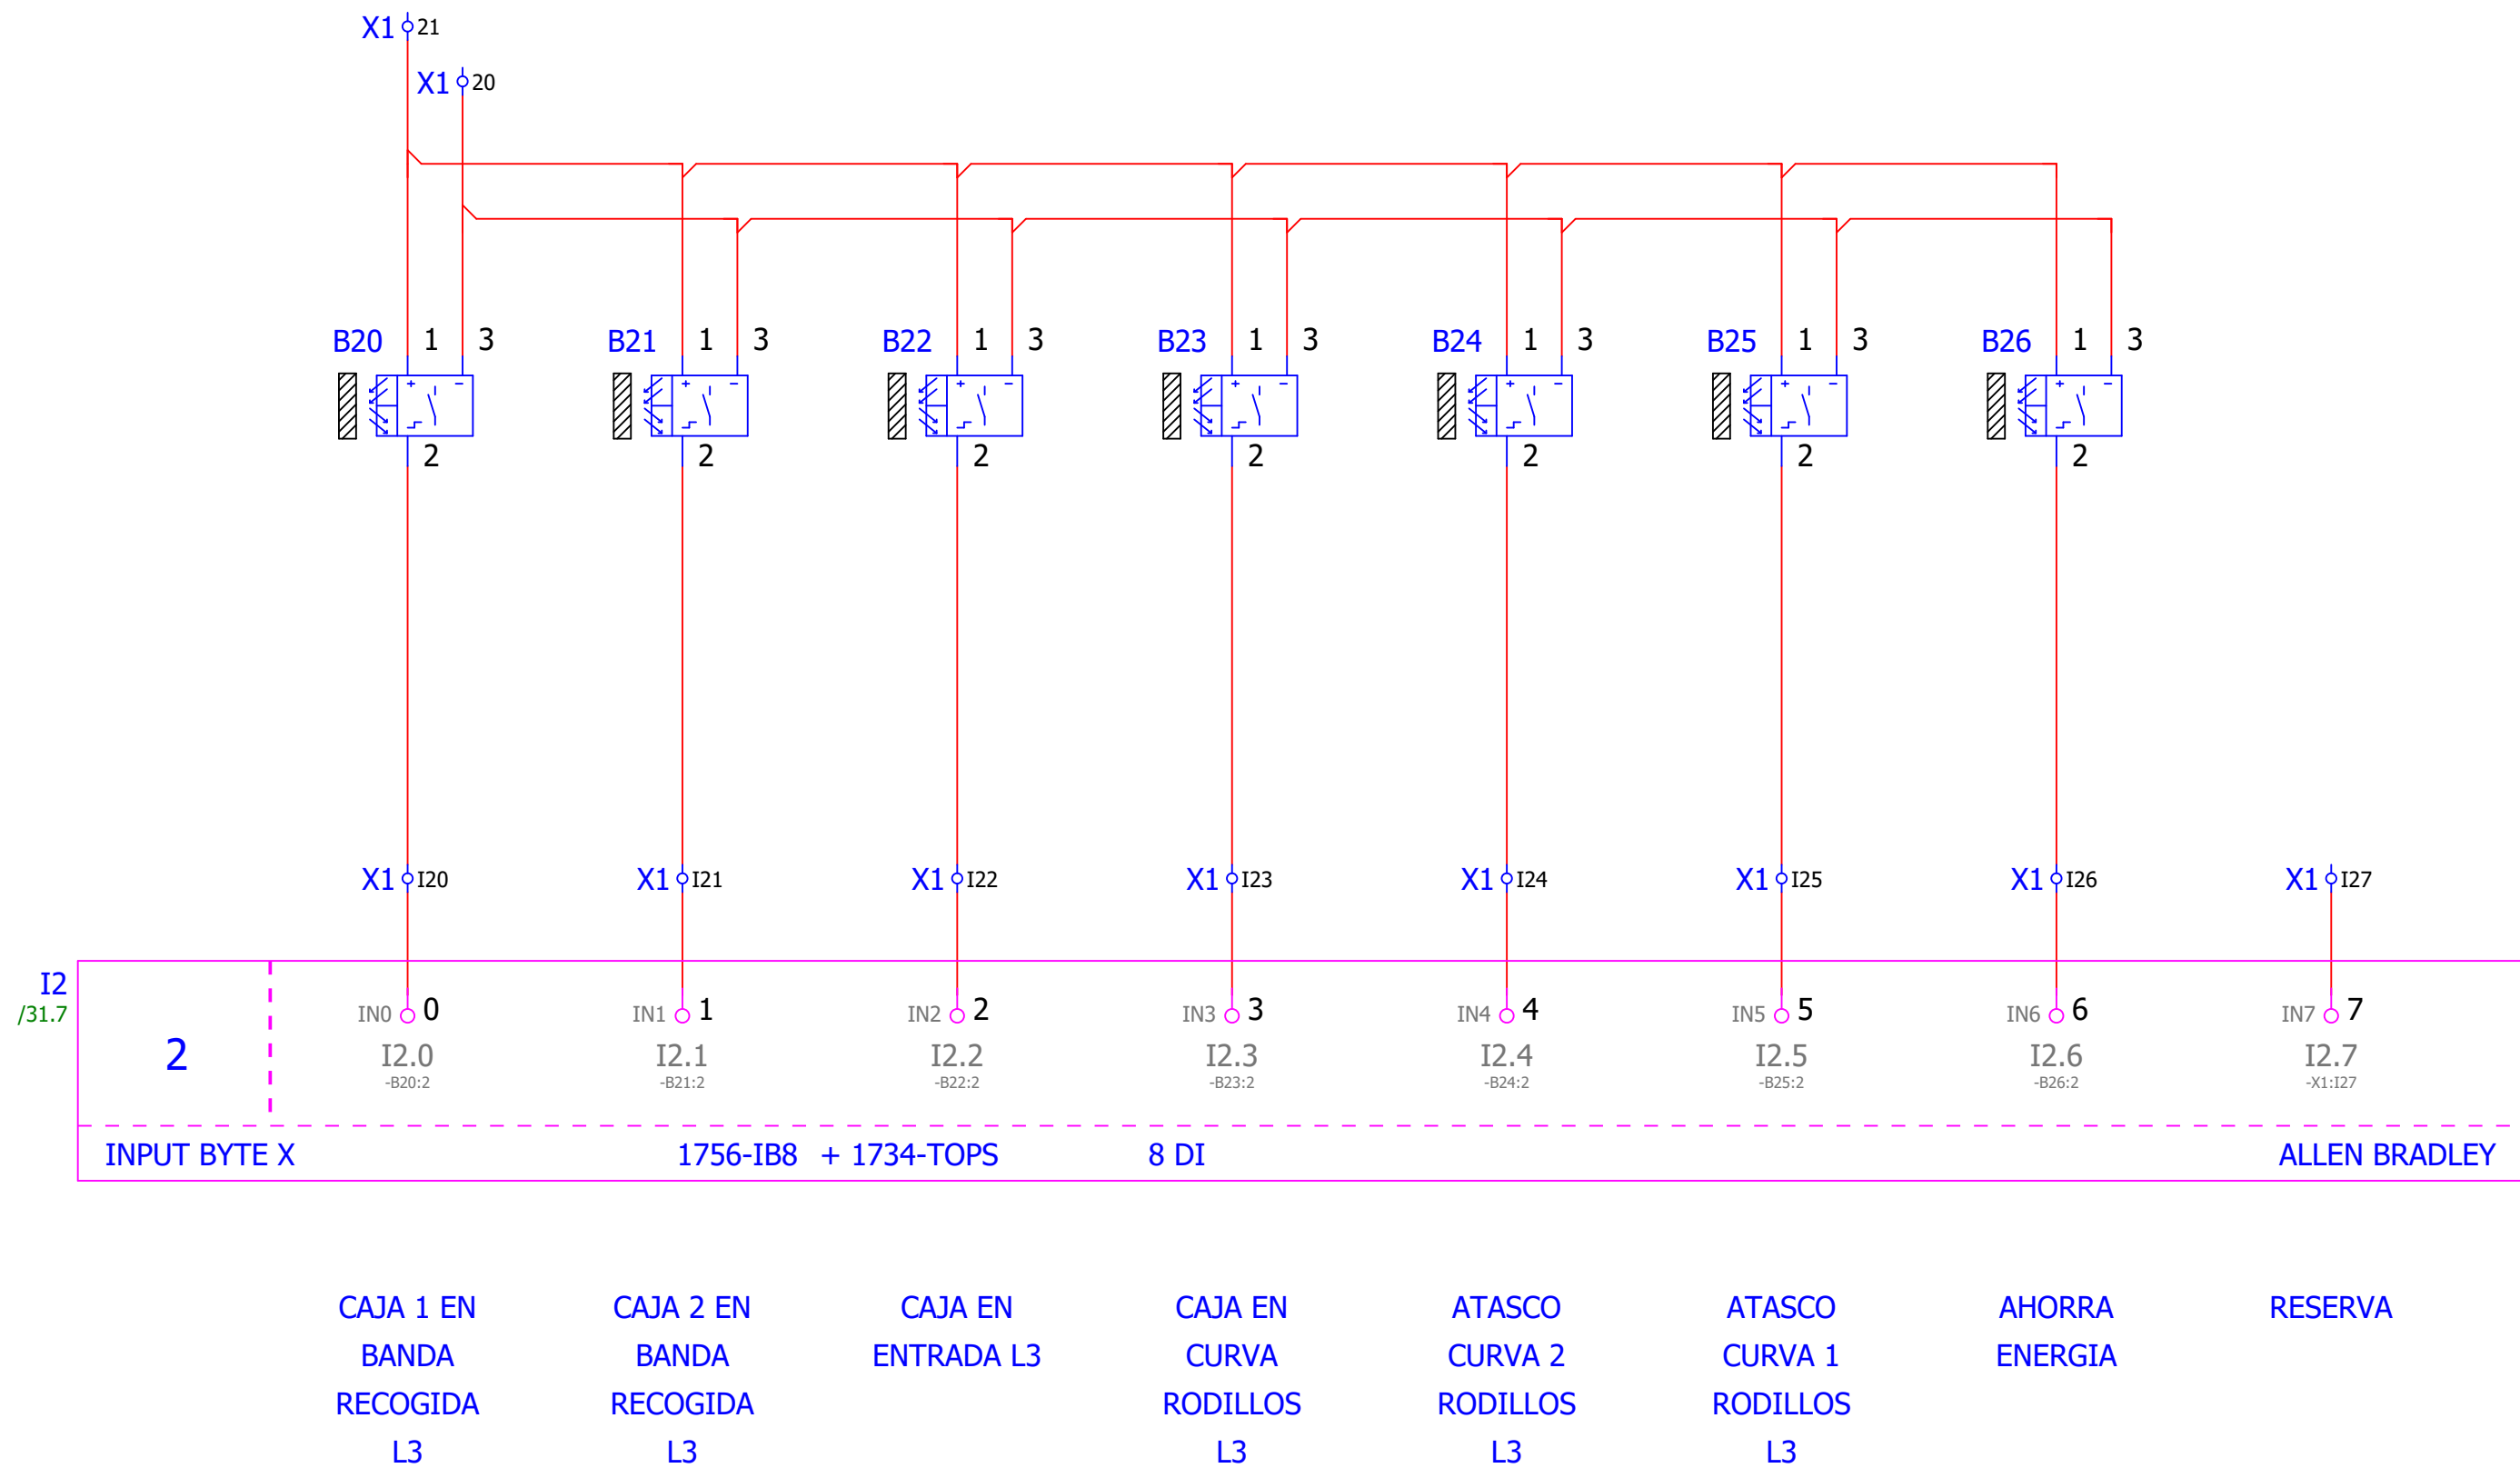 X1 21
X1 20
B20 1 3 B21 1 3 B22 1 3 B23 1 3 B24 1 3 B25 1 3 B26 1 3
2 2 2 2 2 2 2
X1 I20 X1 I21 X1 I22 X1 I23 X1 I24 X1 I25 X1 I26 X1 I27
I2
/31.7
2
IN0 0 IN1 1 IN2 2 IN3 3 IN4 4 IN5 5 IN6 6 IN7 7
I2.0 I2.1 I2.2 I2.3 I2.4 I2.5 I2.6 I2.7
-B20:2 -B21:2 -B22:2 -B23:2 -B24:2 -B25:2 -B26:2 -X1:I27
INPUT BYTE X 1756-IB8 + 1734-TOPS 8 DI ALLEN BRADLEY
CAJA 1 EN
BANDA
RECOGIDA
L3
CAJA 2 EN
BANDA
RECOGIDA
L3
CAJA EN
ENTRADA L3
CAJA EN
CURVA
RODILLOS
L3
ATASCO
CURVA 2
RODILLOS
L3
ATASCO
CURVA 1
RODILLOS
L3
AHORRA
ENERGIA
RESERVA